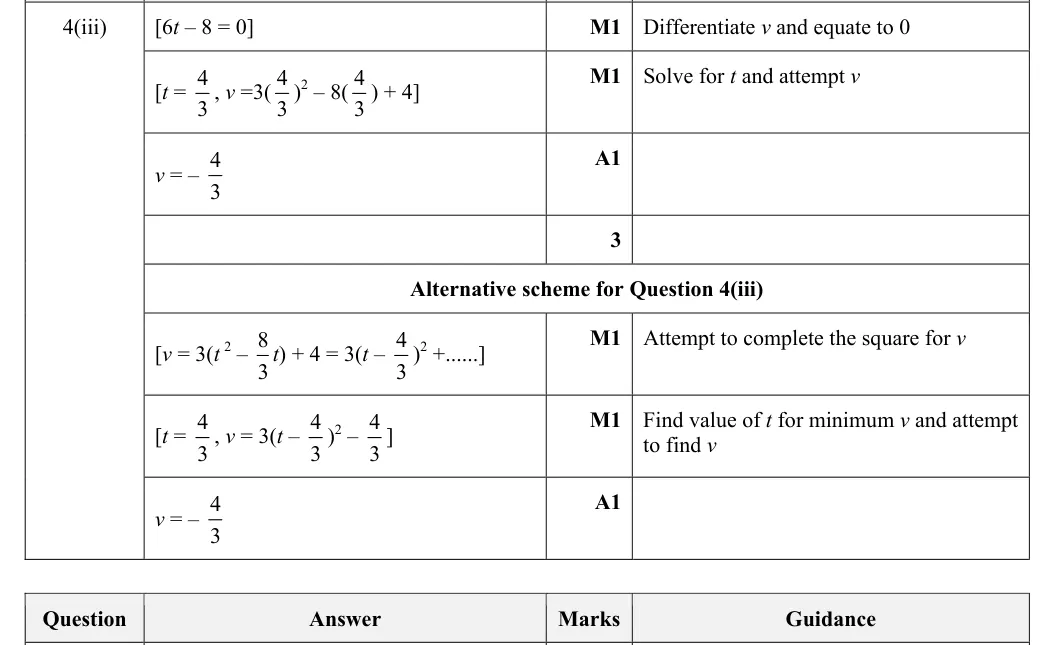 4(iii) [6t – 8 = 0] M1 Differentiate v and equate to 0
[t = 4/3 , v =3(4/3)² – 8(4/3) + 4] M1 Solve for t and attempt v
v = – 4/3 A1
3
Alternative scheme for Question 4(iii)
[v = 3(t ² – 8/3 t) + 4 = 3(t – 4/3)² +......] M1 Attempt to complete the square for v
[t = 4/3 , v = 3(t – 4/3)² – 4/3 ] M1 Find value of t for minimum v and attempt
to find v
v = – 4/3 A1
Question Answer Marks Guidance